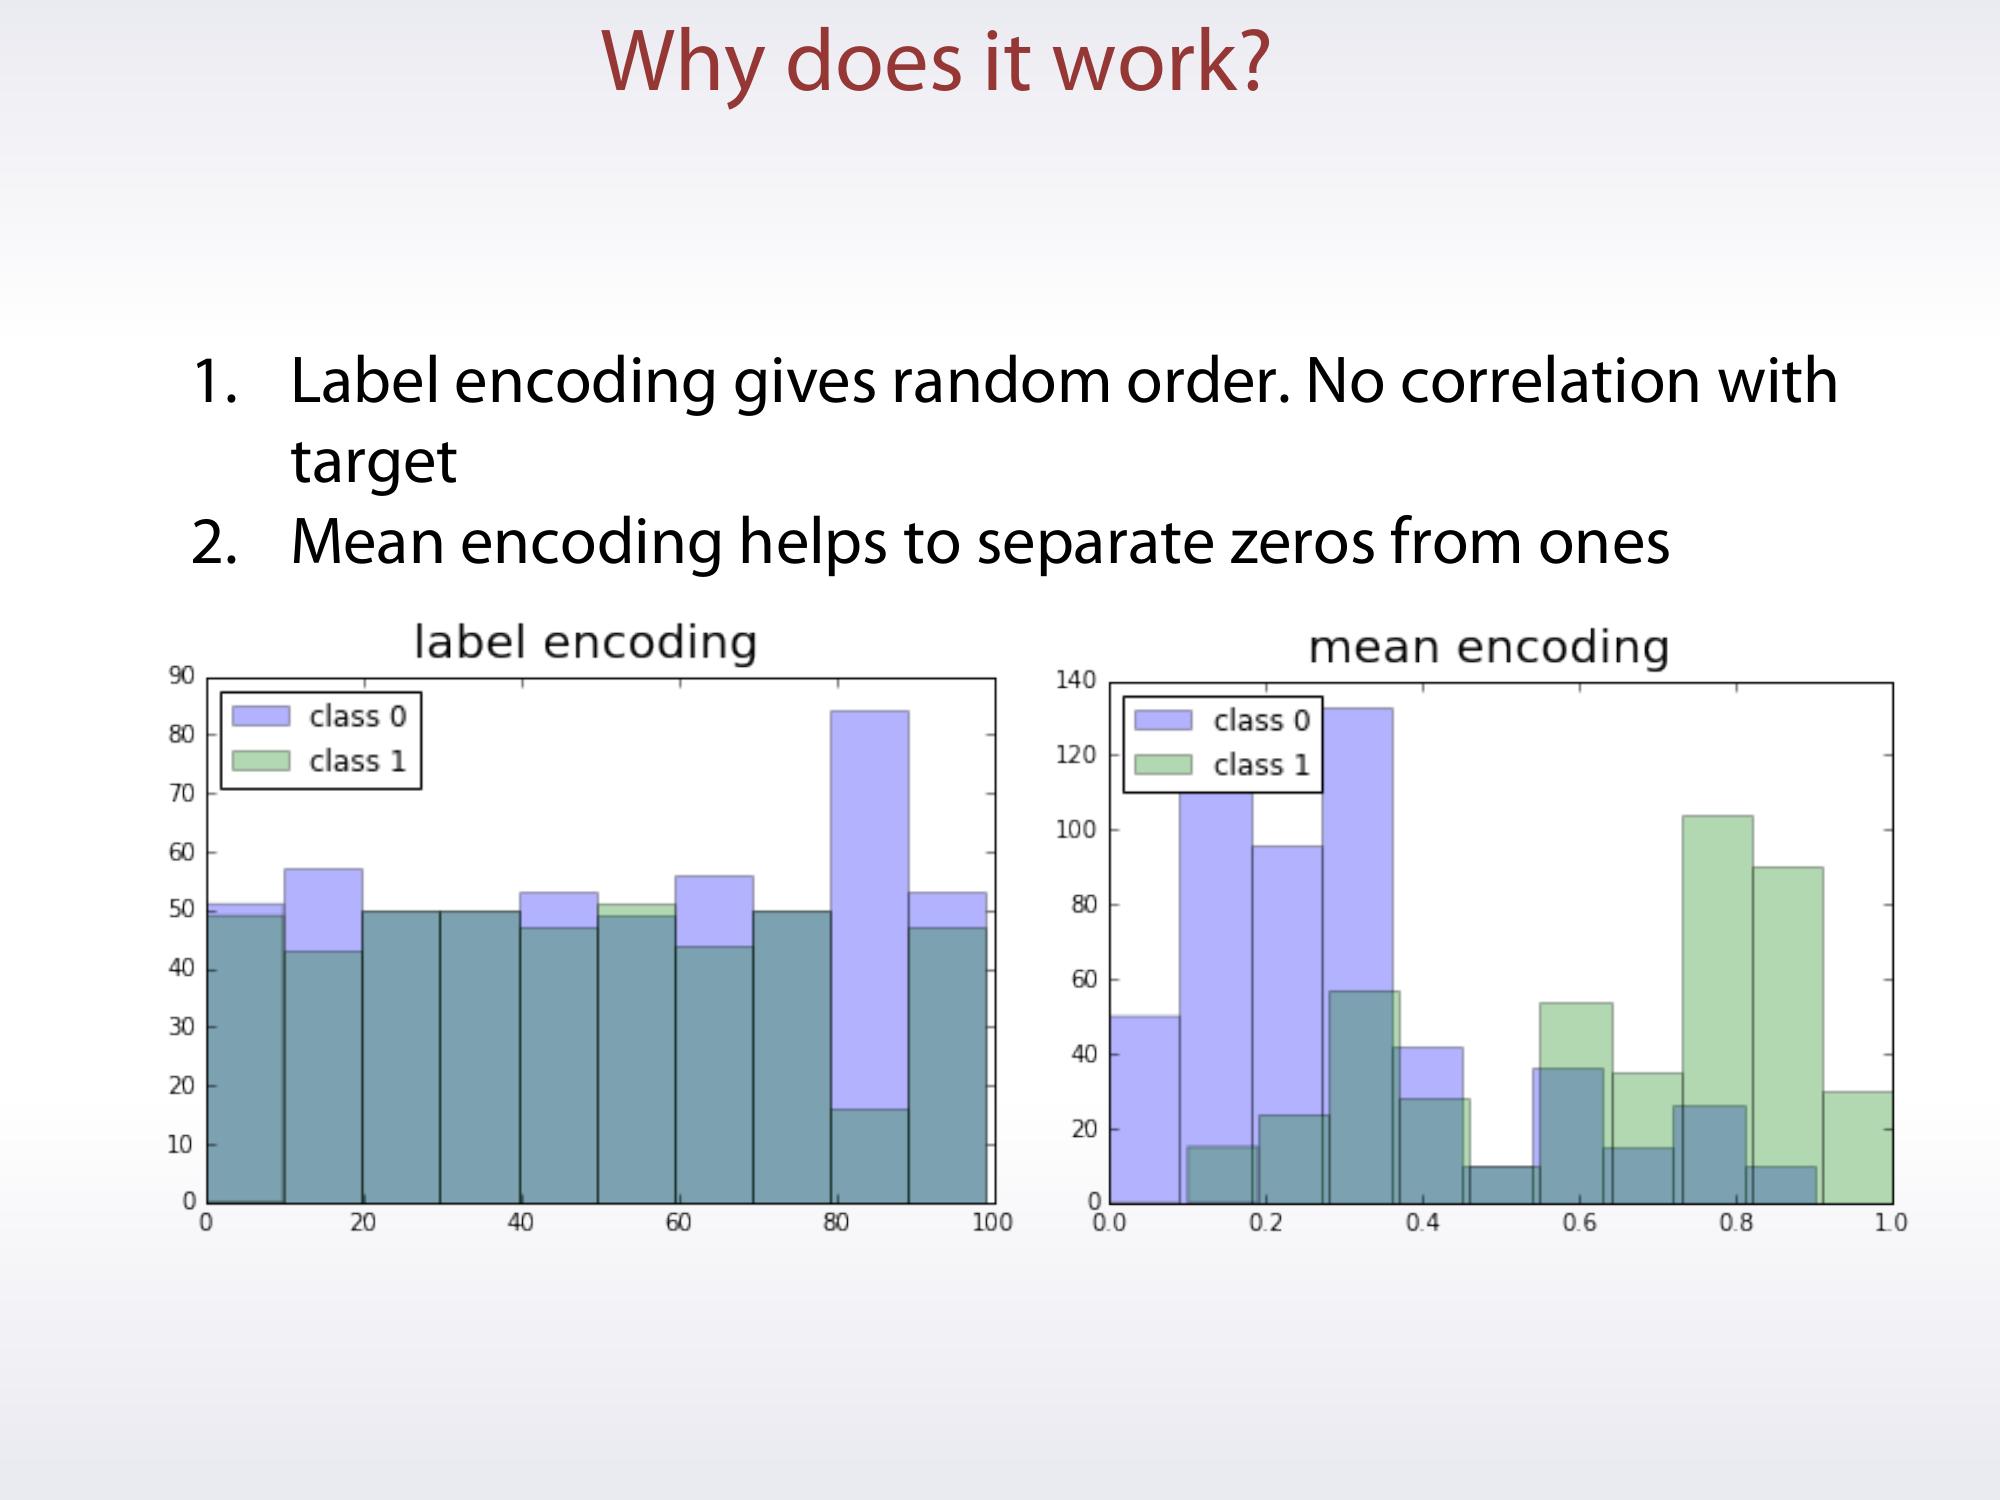 Why does it work?
1. Label encoding gives random order. No correlation with
target
2. Mean encoding helps to separate zeros from ones
label encoding
90
80
70
60
50
40
30
20
10
0
0 20 40 60 80 100
class 0
class 1
mean encoding
140
120
100
80
60
40
20
0
0.0 0.2 0.4 0.6 0.8 1.0
class 0
class 1